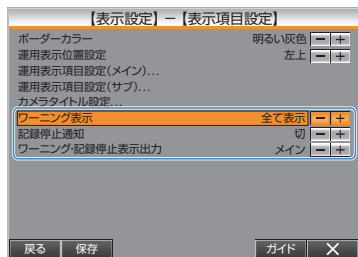 【表示設定】－【表示項目設定】
ボーダーカラー 明るい灰色 － ＋
運用表示位置設定 左上 － ＋
運用表示項目設定(メイン)...
運用表示項目設定(サブ)...
カメラタイトル設定...
ワーニング表示 全て表示 － ＋
記録停止通知 切 － ＋
ワーニング・記録停止表示出力 メイン － ＋
戻る 保存 ガイド ×